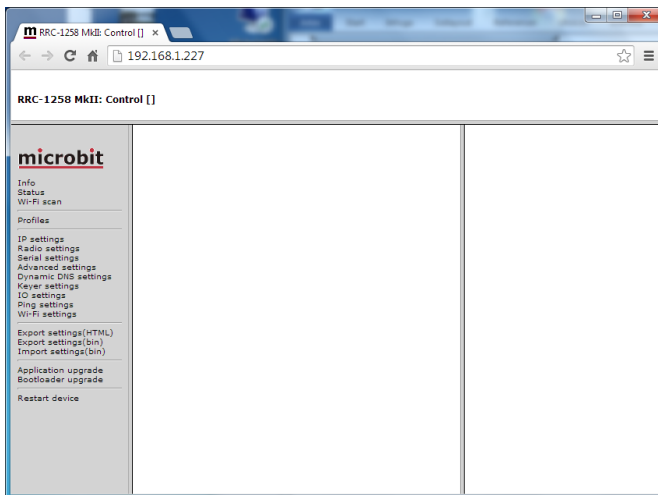 RRC-1258 MkII: Control []
192.168.1.227
RRC-1258 MkII: Control []
microbit
Info
Status
Wi-Fi scan
Profiles
IP settings
Radio settings
Serial settings
Advanced settings
Dynamic DNS settings
Keyer settings
IO settings
Ping settings
Wi-Fi settings
Export settings(HTML)
Export settings(bin)
Import settings(bin)
Application upgrade
Bootloader upgrade
Restart device